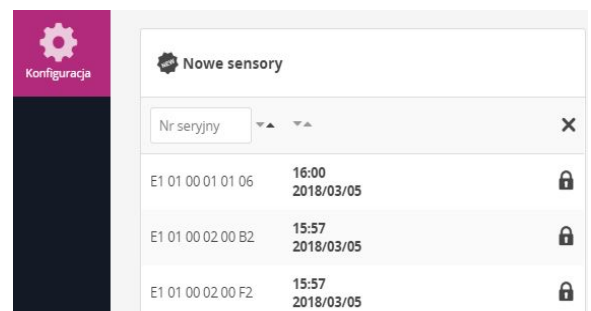 Konfiguracja
NEW Nowe sensory
Nr seryjny
E1 01 00 01 01 06
16:00
2018/03/05
E1 01 00 02 00 B2
15:57
2018/03/05
E1 01 00 02 00 F2
15:57
2018/03/05